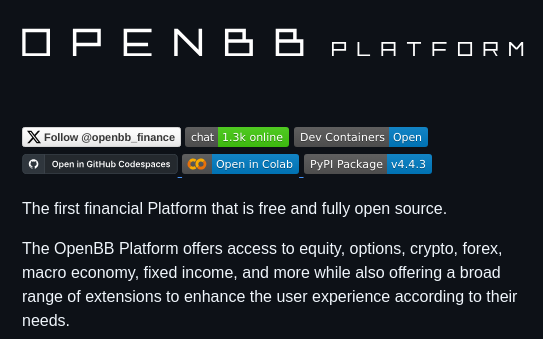 OPENBB PLATFORM
Follow @openbb_finance chat 1.3k online Dev Containers Open
Open in GitHub Codespaces Open in Colab PyPI Package v4.4.3
The first financial Platform that is free and fully open source.
The OpenBB Platform offers access to equity, options, crypto, forex,
macro economy, fixed income, and more while also offering a broad
range of extensions to enhance the user experience according to their
needs.